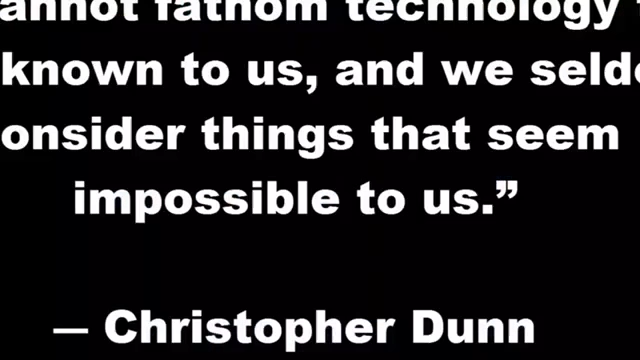 annot fathom technology
known to us, and we seld
onsider things that seem
impossible to us.”
— Christopher Dunn